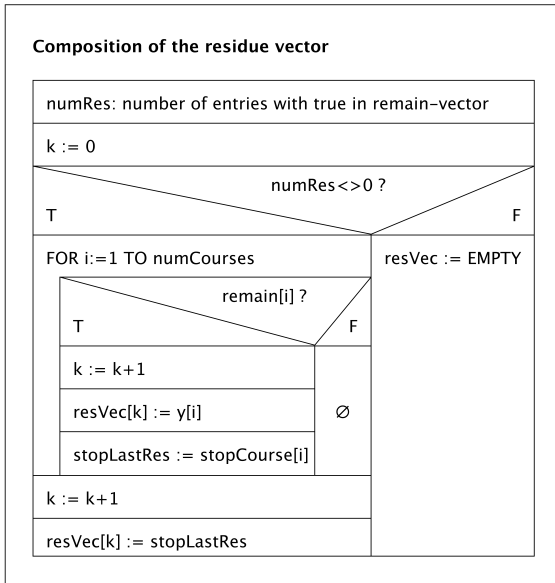 Composition of the residue vector
numRes: number of entries with true in remain-vector
k := 0
numRes<>0 ?
T
F
FOR i:=1 TO numCourses
resVec := EMPTY
remain[i] ?
T
F
k := k+1
resVec[k] := y[i]
∅
stopLastRes := stopCourse[i]
k := k+1
resVec[k] := stopLastRes